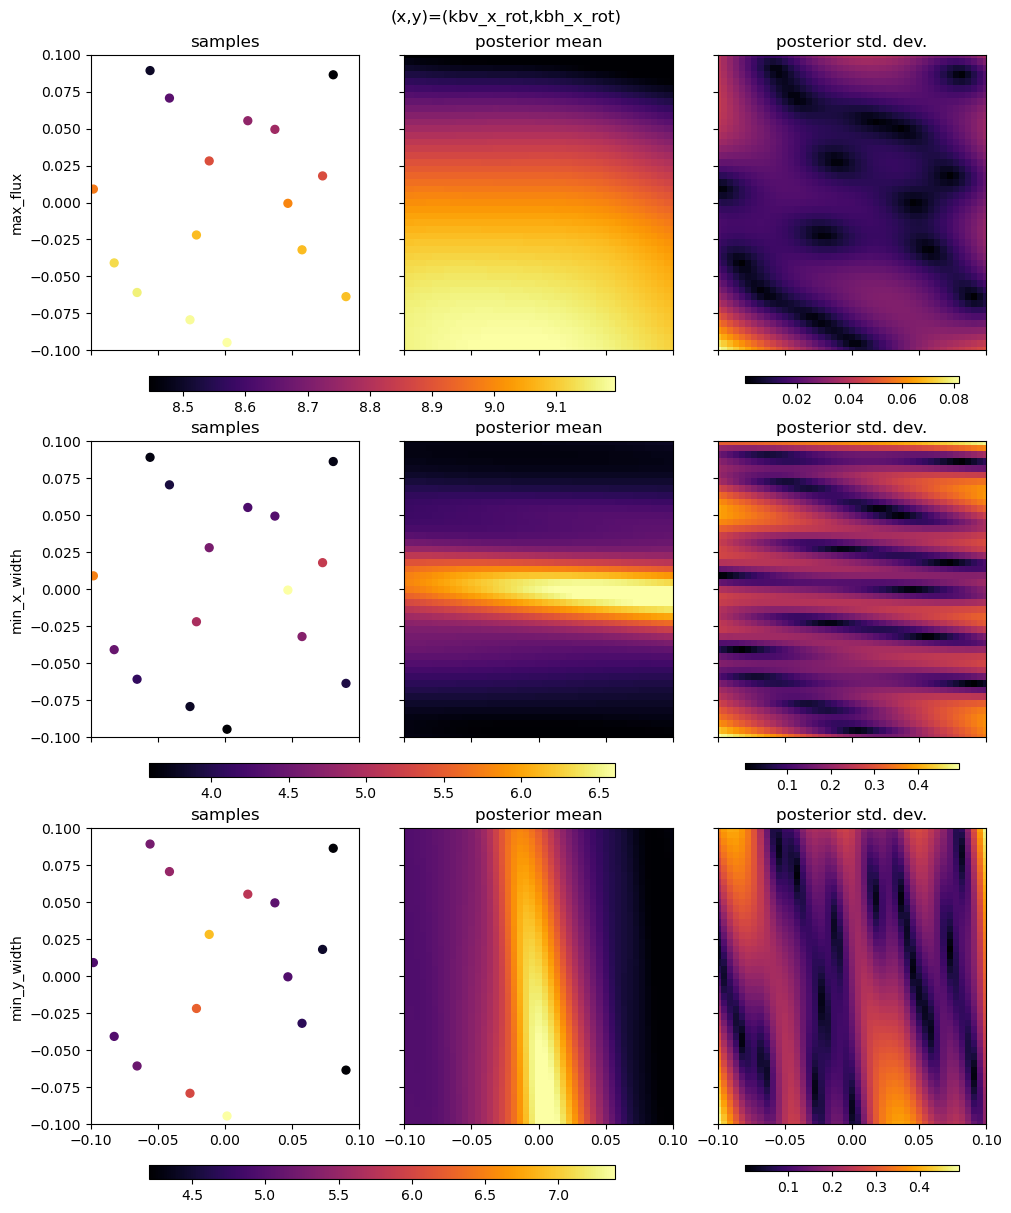 (x,y)=(kbv_x_rot,kbh_x_rot)
samples posterior mean posterior std. dev.
max_flux
0.100
0.075
0.050
0.025
0.000
−0.025
−0.050
−0.075
−0.100
8.5 8.6 8.7 8.8 8.9 9.0 9.1
0.02 0.04 0.06 0.08
samples posterior mean posterior std. dev.
min_x_width
0.100
0.075
0.050
0.025
0.000
−0.025
−0.050
−0.075
−0.100
4.0 4.5 5.0 5.5 6.0 6.5
0.1 0.2 0.3 0.4
samples posterior mean posterior std. dev.
min_y_width
0.100
0.075
0.050
0.025
0.000
−0.025
−0.050
−0.075
−0.100
−0.10 −0.05 0.00 0.05 0.10
−0.10 −0.05 0.00 0.05 0.10
−0.10 −0.05 0.00 0.05 0.10
4.5 5.0 5.5 6.0 6.5 7.0
0.1 0.2 0.3 0.4